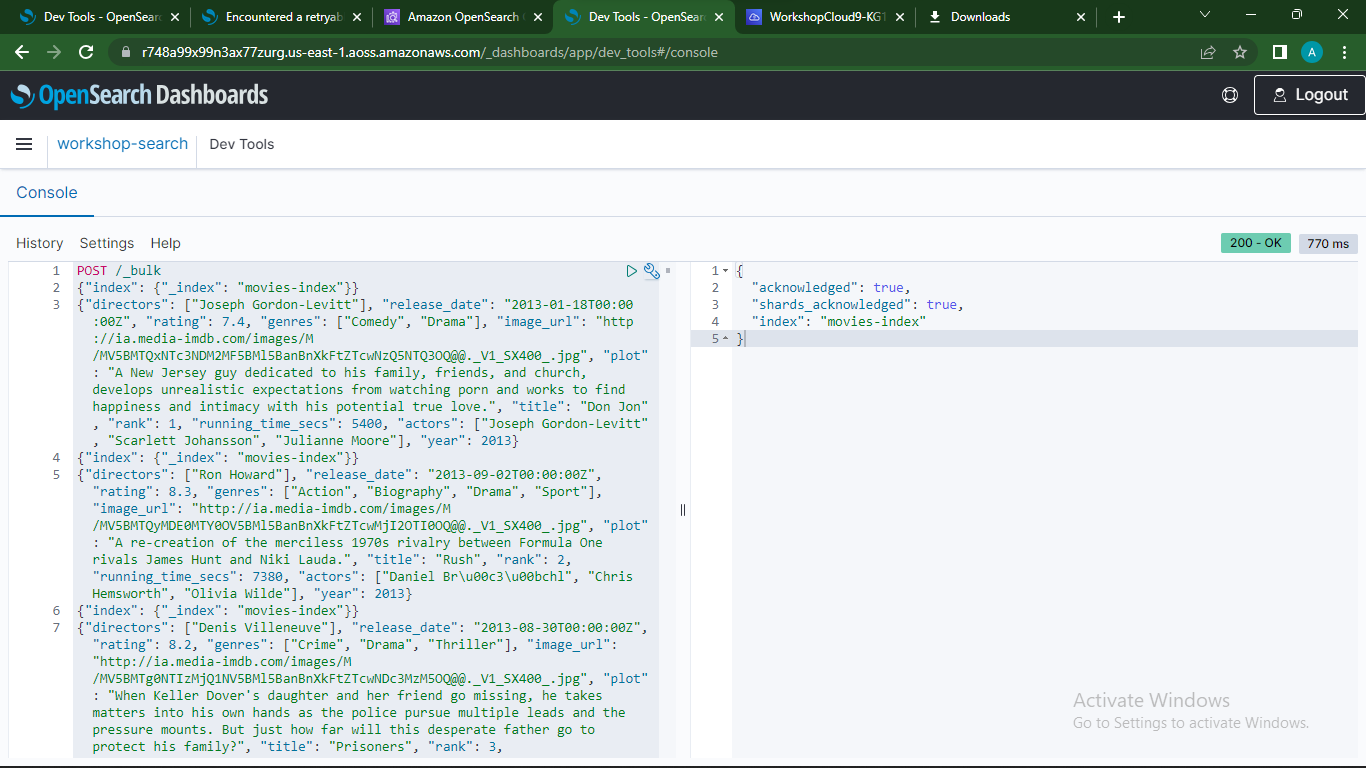 Dev Tools - OpenSear
Encountered a retryab
Amazon OpenSearch
Dev Tools - OpenSear
WorkshopCloud9-KG1
Downloads
r748a99x99n3ax77zurg.us-east-1.aoss.amazonaws.com/_dashboards/app/dev_tools#/console
A
OpenSearch Dashboards
Logout
workshop-search
Dev Tools
Console
History Settings Help
200 - OK
770 ms
1 POST /_bulk
2 {"index": {"_index": "movies-index"}}
3 {"directors": ["Joseph Gordon-Levitt"], "release_date": "2013-01-18T00:00
:00Z", "rating": 7.4, "genres": ["Comedy", "Drama"], "image_url": "http
://ia.media-imdb.com/images/M
/MV5BMTQxNTc3NDM2MF5BMl5BanBnXkFtZTcwNzQ5NTQ3OQ@@._V1_SX400_.jpg", "plot"
: "A New Jersey guy dedicated to his family, friends, and church,
develops unrealistic expectations from watching porn and works to find
happiness and intimacy with his potential true love.", "title": "Don Jon"
, "rank": 1, "running_time_secs": 5400, "actors": ["Joseph Gordon-Levitt"
, "Scarlett Johansson", "Julianne Moore"], "year": 2013}
4 {"index": {"_index": "movies-index"}}
5 {"directors": ["Ron Howard"], "release_date": "2013-09-02T00:00:00Z",
"rating": 8.3, "genres": ["Action", "Biography", "Drama", "Sport"],
"image_url": "http://ia.media-imdb.com/images/M
/MV5BMTQyMDE0MTY0OV5BMl5BanBnXkFtZTcwMjI2OTI0OQ@@._V1_SX400_.jpg", "plot"
: "A re-creation of the merciless 1970s rivalry between Formula One
rivals James Hunt and Niki Lauda.", "title": "Rush", "rank": 2,
"running_time_secs": 7380, "actors": ["Daniel Br\u00c3\u00bchl", "Chris
Hemsworth", "Olivia Wilde"], "year": 2013}
6 {"index": {"_index": "movies-index"}}
7 {"directors": ["Denis Villeneuve"], "release_date": "2013-08-30T00:00:00Z",
"rating": 8.2, "genres": ["Crime", "Drama", "Thriller"], "image_url":
"http://ia.media-imdb.com/images/M
/MV5BMTg0NTIzMjQ1NV5BMl5BanBnXkFtZTcwNDc3MzM5OQ@@._V1_SX400_.jpg", "plot"
: "When Keller Dover's daughter and her friend go missing, he takes
matters into his own hands as the police pursue multiple leads and the
pressure mounts. But just how far will this desperate father go to
protect his family?", "title": "Prisoners", "rank": 3,
1 {
2 "acknowledged": true,
3 "shards_acknowledged": true,
4 "index": "movies-index"
5 }
Activate Windows
Go to Settings to activate Windows.